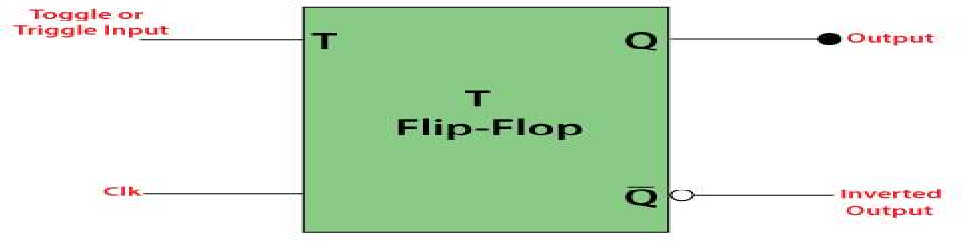 Toggle or
Triggle Input
T
Q
Output
T
Flip-Flop
Clk
Q̅
Inverted
Output